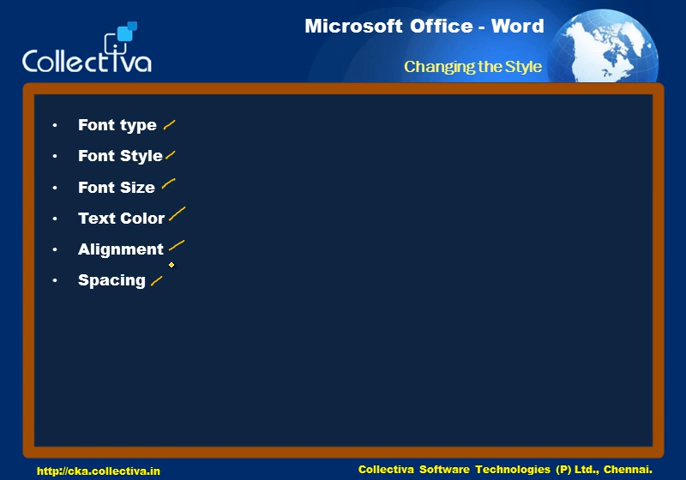 Collectiva
Microsoft Office - Word
Changing the Style
• Font type
• Font Style
• Font Size
• Text Color
• Alignment
• Spacing
http://cka.collectiva.in
Collectiva Software Technologies (P) Ltd., Chennai.